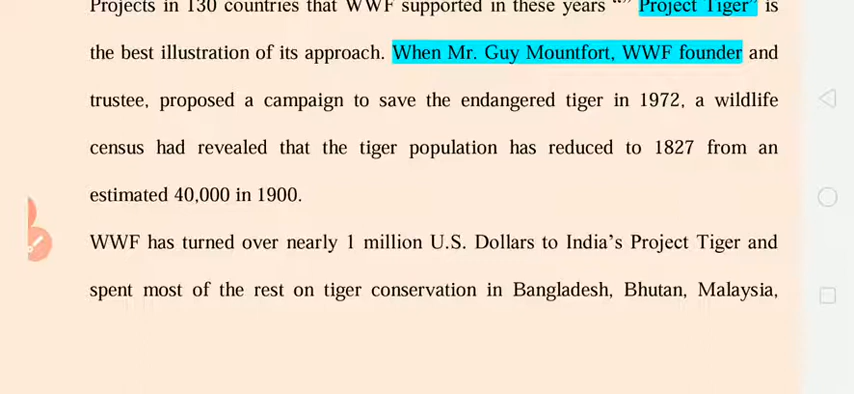 Projects in 130 countries that WWF supported in these years “” Project Tiger” is
the best illustration of its approach. When Mr. Guy Mountfort, WWF founder and
trustee, proposed a campaign to save the endangered tiger in 1972, a wildlife
census had revealed that the tiger population has reduced to 1827 from an
estimated 40,000 in 1900.
WWF has turned over nearly 1 million U.S. Dollars to India’s Project Tiger and
spent most of the rest on tiger conservation in Bangladesh, Bhutan, Malaysia,